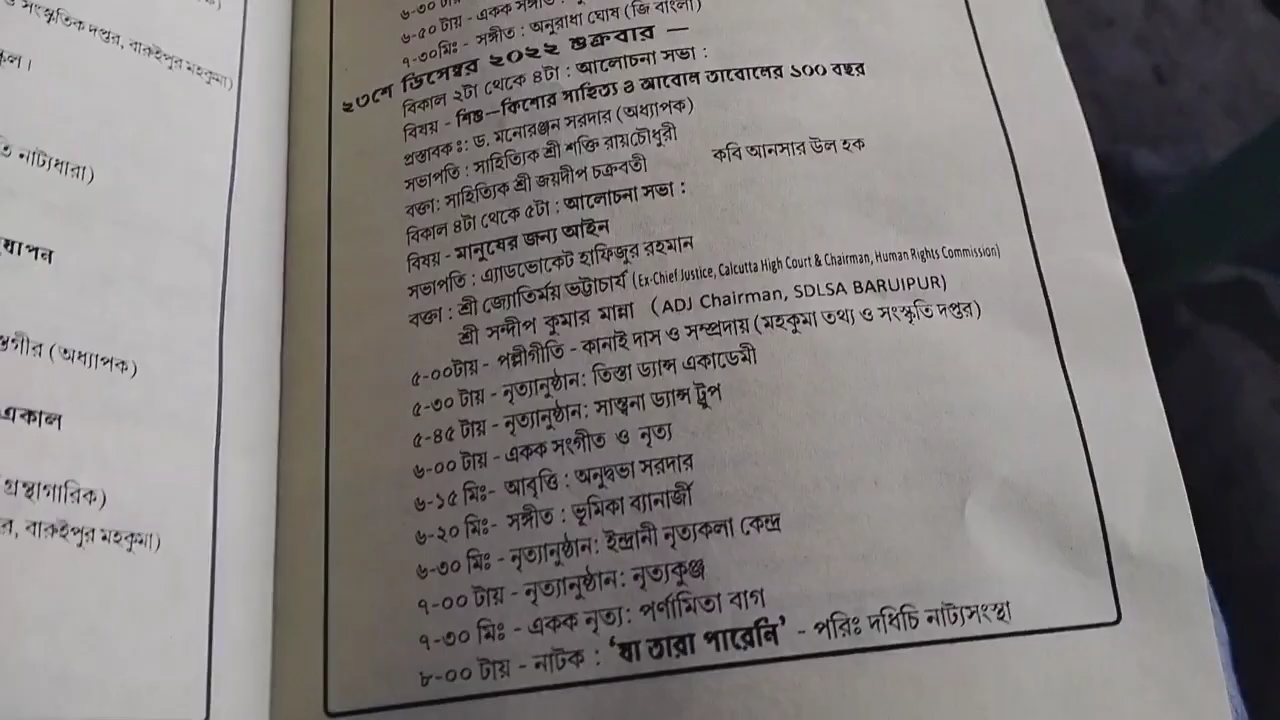 সংস্কৃতিক দপ্তর, বারুইপুর মহকুমা)
নাট্যধারা)
যাপন
(অধ্যাপক)
একাল
গ্রন্থাগারিক)
বারুইপুর মহকুমা)
৬-৫০ টায় - একক সঙ্গীত
৭-৩০মিঃ - সঙ্গীত : অনুরাধা ঘোষ (জি বাংলা)
২৩শে ডিসেম্বর ২০২২ শুক্রবার —
বিকাল ২টা থেকে ৪টা : আলোচনা সভা :
বিষয় - শিশু—কিশোর সাহিত্য ও আবোল তাবোলের ১০০ বছর
প্রস্তাবক ঃ: ড. মনোরঞ্জন সরদার (অধ্যাপক)
সভাপতি : সাহিত্যিক শ্রী শক্তি রায়চৌধুরী
বক্তা: সাহিত্যিক শ্রী জয়দীপ চক্রবর্তী কবি আনসার উল হক
বিকাল ৪টা থেকে ৫টা : আলোচনা সভা :
বিষয় - মানুষের জন্য আইন
সভাপতি : এ্যাডভোকেট হাফিজুর রহমান
বক্তা : শ্রী জ্যোতির্ময় ভট্টাচার্য (Ex-Chief Justice, Calcutta High Court & Chairman, Human Rights Commission)
শ্রী সন্দীপ কুমার মান্না (ADJ Chairman, SDLSA BARUIPUR)
৫-০০টায় - পল্লীগীতি - কানাই দাস ও সম্প্রদায় (মহকুমা তথ্য ও সংস্কৃতি দপ্তর)
৫-৩০ টায় - নৃত্যানুষ্ঠান: তিস্তা ড্যান্স একাডেমী
৫-৪৫ টায় - নৃত্যানুষ্ঠান: সান্ত্বনা ড্যান্স ট্রুপ
৬-০০ টায় - একক সংগীত ও নৃত্য
৬-১৫ মিঃ- আবৃত্তি : অনুদ্ধভা সরদার
৬-২০ মিঃ- সঙ্গীত : ভূমিকা ব্যানার্জী
৬-৩০ মিঃ - নৃত্যানুষ্ঠান: ইন্দ্রানী নৃত্যকলা কেন্দ্র
৭-০০ টায় - নৃত্যানুষ্ঠান: নৃত্যকুঞ্জ
৭-৩০ মিঃ - একক নৃত্য: পর্ণামিতা বাগ
৮-০০ টায় - নাটক : ‘যা তারা পারেনি’ - পরিঃ দধিচি নাট্যসংস্থা